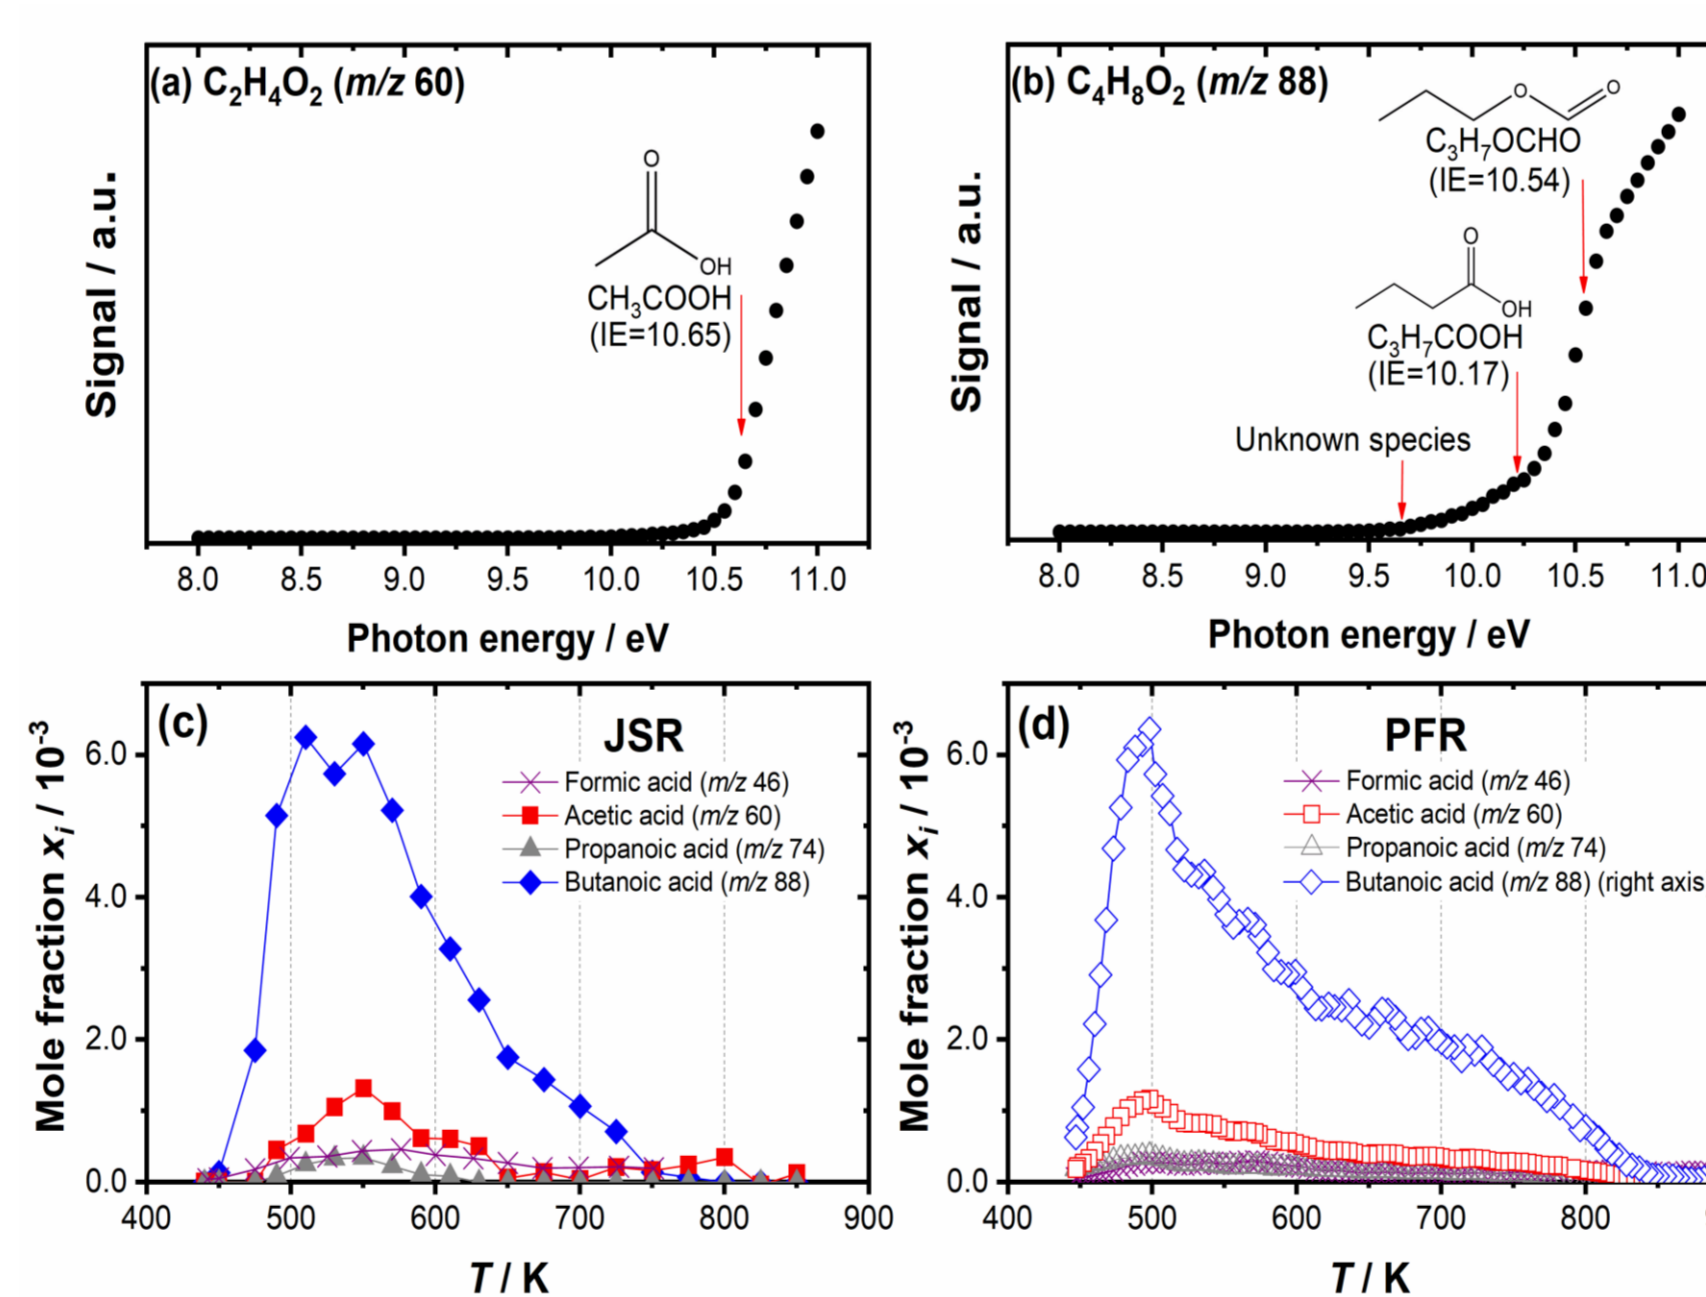 (a) C₂H₄O₂ (m/z 60)
O
OH
CH₃COOH
(IE=10.65)
Signal / a.u.
8.0 8.5 9.0 9.5 10.0 10.5 11.0
Photon energy / eV
(b) C₄H₈O₂ (m/z 88)
O
O
C₃H₇OCHO
(IE=10.54)
O
OH
C₃H₇COOH
(IE=10.17)
Unknown species
Signal / a.u.
8.0 8.5 9.0 9.5 10.0 10.5 11.0
Photon energy / eV
(c)
JSR
Formic acid (m/z 46)
Acetic acid (m/z 60)
Propanoic acid (m/z 74)
Butanoic acid (m/z 88)
Mole fraction xᵢ / 10⁻³
6.0
4.0
2.0
0.0
400 500 600 700 800 900
T / K
(d)
PFR
Formic acid (m/z 46)
Acetic acid (m/z 60)
Propanoic acid (m/z 74)
Butanoic acid (m/z 88) (right axis
Mole fraction xᵢ / 10⁻³
6.0
4.0
2.0
0.0
400 500 600 700 800
T / K